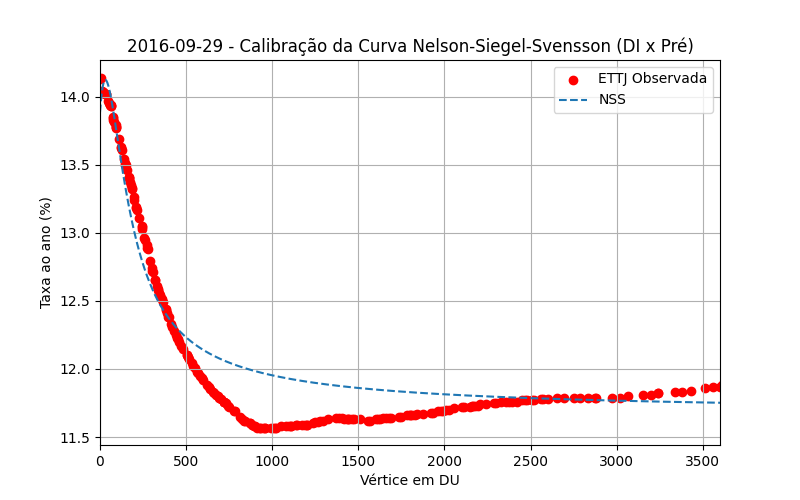 2016-09-29 - Calibração da Curva Nelson-Siegel-Svensson (DI x Pré)
ETTJ Observada
NSS
Taxa ao ano (%)
14.0
13.5
13.0
12.5
12.0
11.5
0 500 1000 1500 2000 2500 3000 3500
Vértice em DU